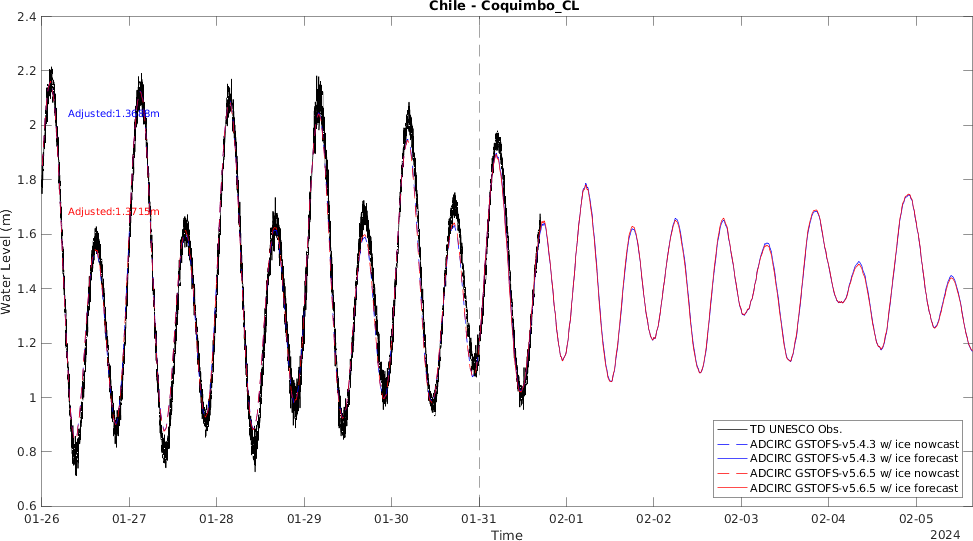 Chile - Coquimbo_CL
2.4
2.2
2
1.8
1.6
1.4
1.2
1
0.8
0.6
Water Level (m)
Adjusted:1.3688m
Adjusted:1.3715m
TD UNESCO Obs.
ADCIRC GSTOFS-v5.4.3 w/ ice nowcast
ADCIRC GSTOFS-v5.4.3 w/ ice forecast
ADCIRC GSTOFS-v5.6.5 w/ ice nowcast
ADCIRC GSTOFS-v5.6.5 w/ ice forecast
01-26 01-27 01-28 01-29 01-30 01-31 02-01 02-02 02-03 02-04 02-05
Time
2024